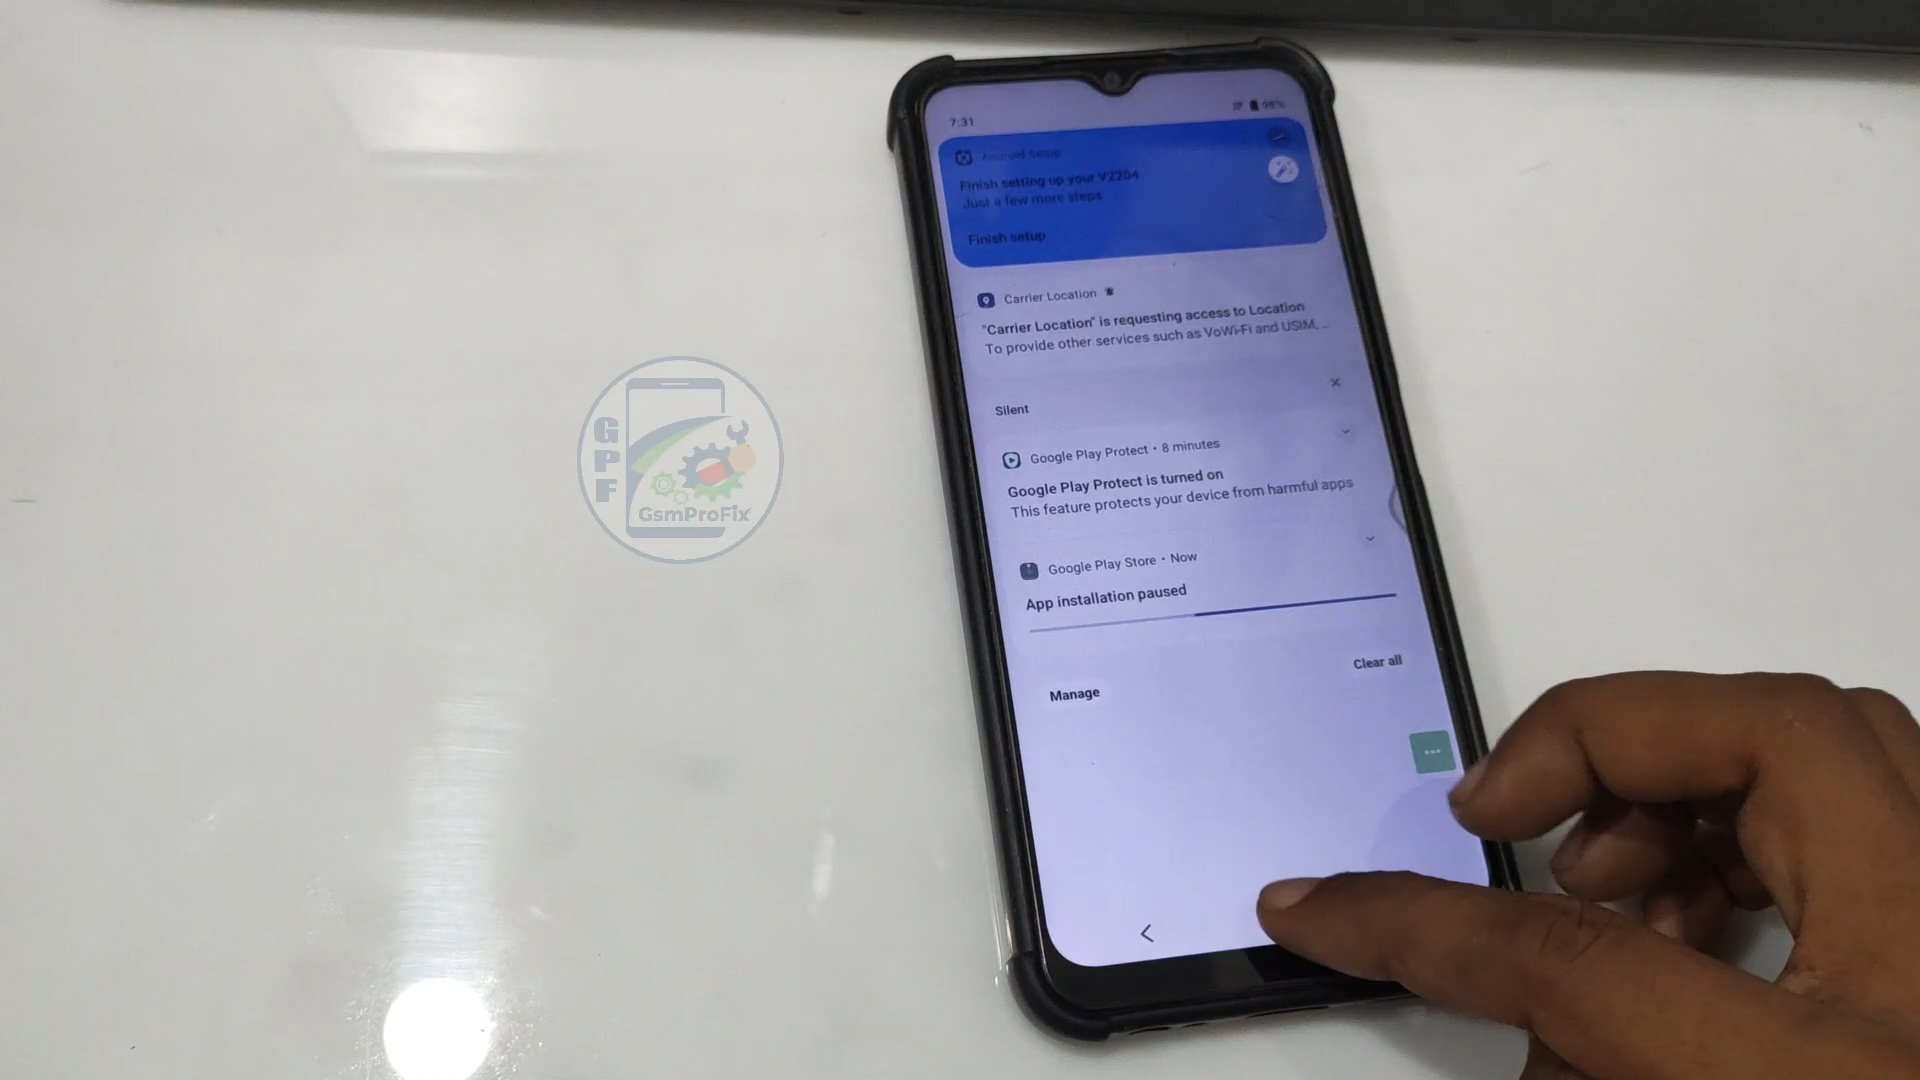 7:31
98%
Android Setup
Finish setting up your V2204
Just a few more steps
Finish setup
Carrier Location
"Carrier Location" is requesting access to Location
To provide other services such as VoWi-Fi and USIM, ...
Silent
Google Play Protect • 8 minutes
Google Play Protect is turned on
This feature protects your device from harmful apps
Google Play Store • Now
App installation paused
Clear all
Manage
GPF
GsmProFix